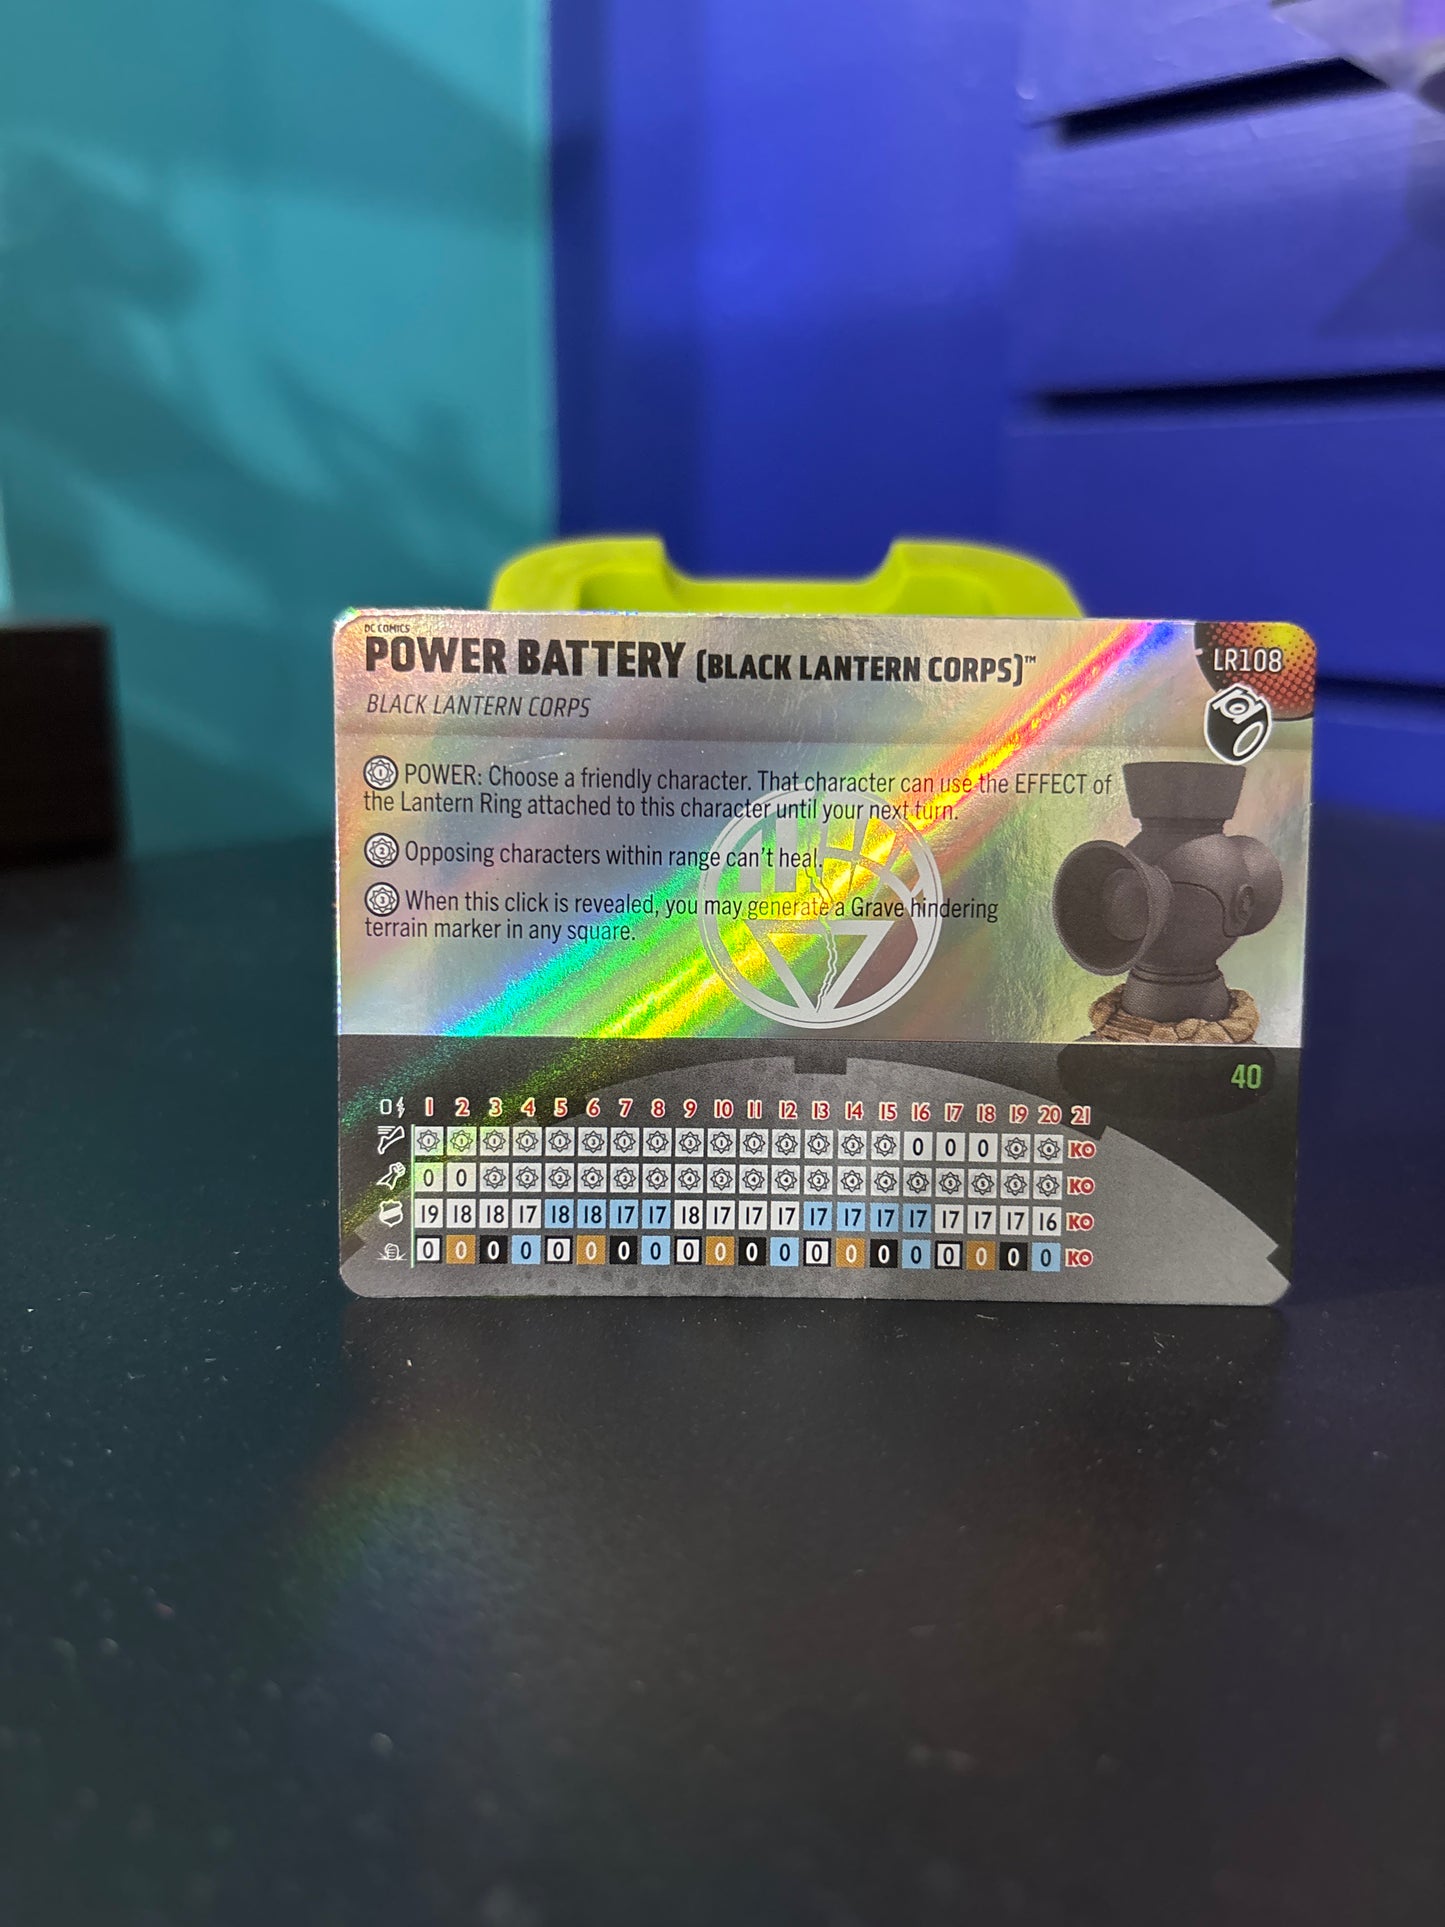 DC COMICS
POWER BATTERY (BLACK LANTERN CORPS)™
LR108
BLACK LANTERN CORPS
1 POWER: Choose a friendly character. That character can use the EFFECT of
the Lantern Ring attached to this character until your next turn.
2 Opposing characters within range can't heal.
3 When this click is revealed, you may generate a Grave hindering
terrain marker in any square.
40
0 1 2 3 4 5 6 7 8 9 10 11 12 13 14 15 16 17 18 19 20 21
0 0 0 KO
0 0 KO
19 18 18 17 18 18 17 17 18 17 17 17 17 17 17 17 17 17 17 16 KO
0 0 0 0 0 0 0 0 0 0 0 0 0 0 0 0 0 0 0 0 KO